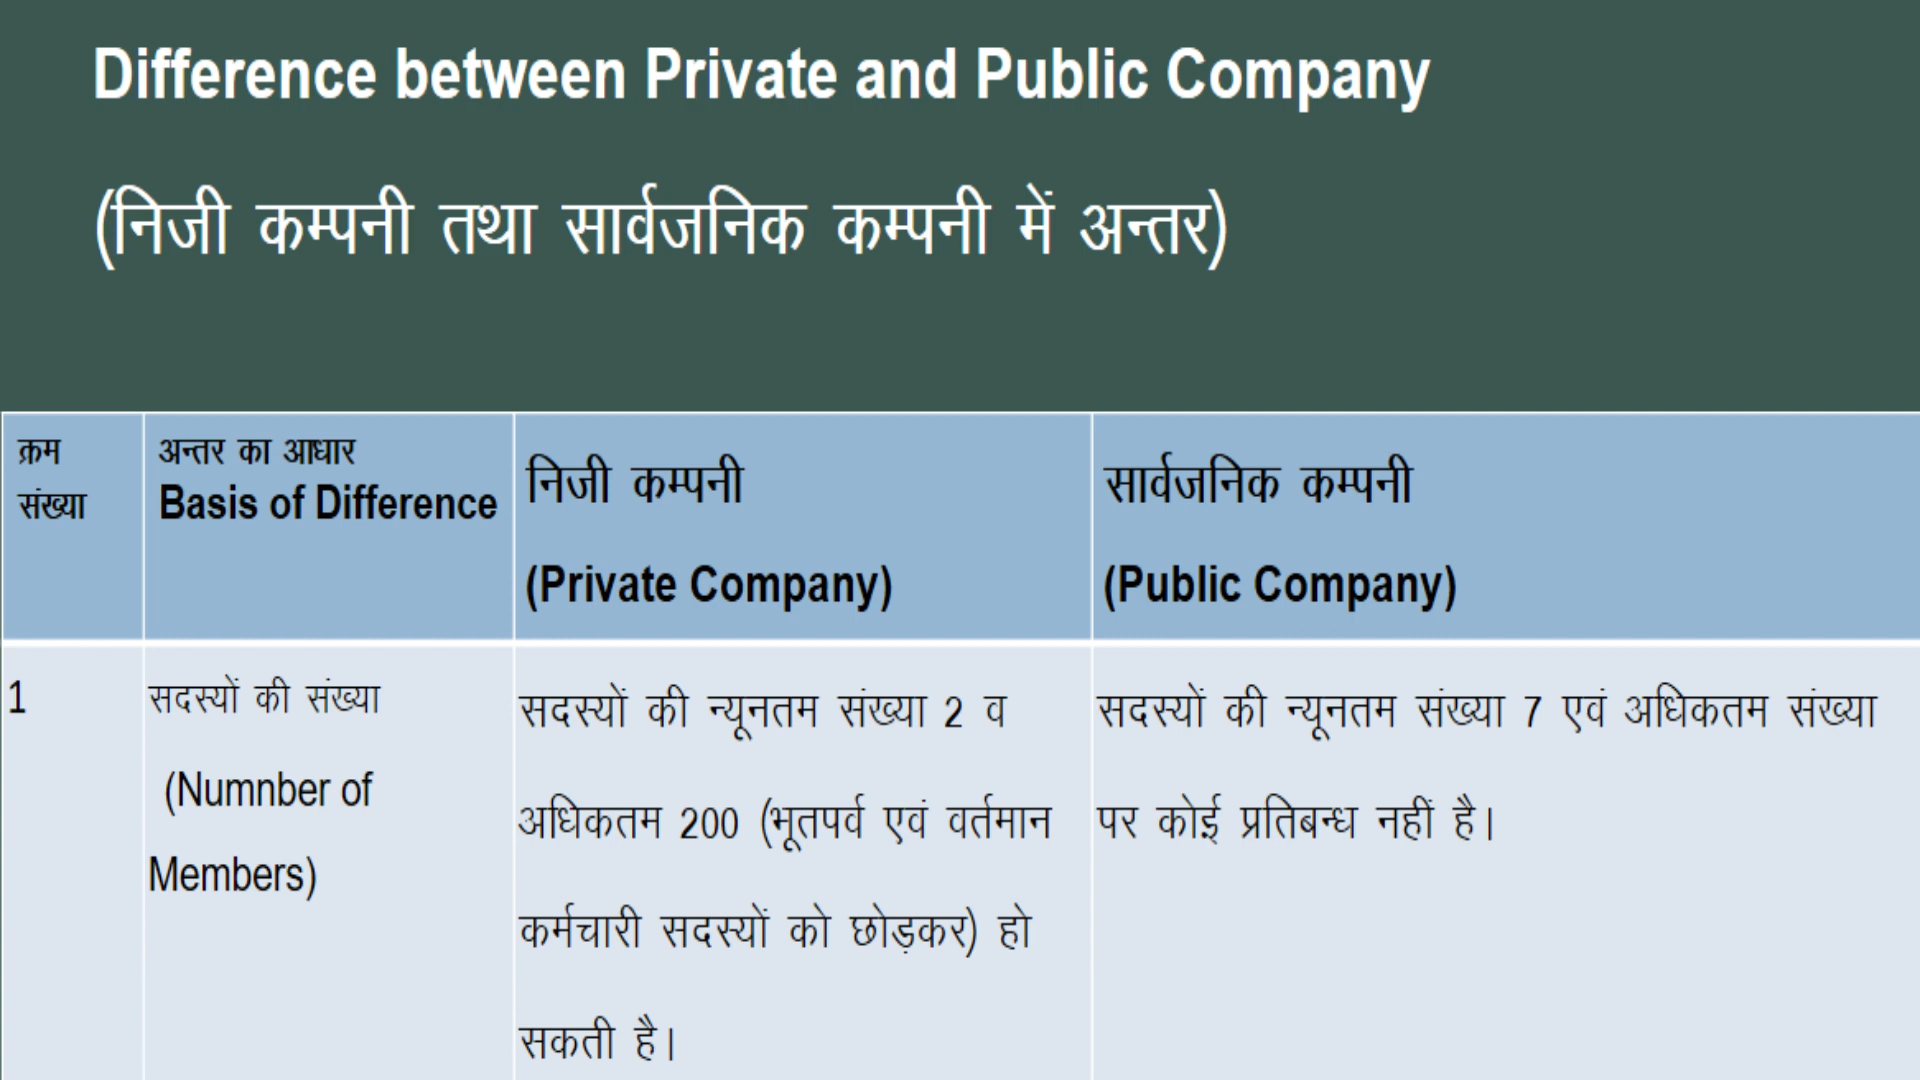 Difference between Private and Public Company
(निजी कम्पनी तथा सार्वजनिक कम्पनी में अन्तर)
क्रम
संख्या
अन्तर का आधार
Basis of Difference
निजी कम्पनी
(Private Company)
सार्वजनिक कम्पनी
(Public Company)
1
सदस्यों की संख्या
(Numnber of
Members)
सदस्यों की न्यूनतम संख्या 2 व
अधिकतम 200 (भूतपर्व एवं वर्तमान
कर्मचारी सदस्यों को छोड़कर) हो
सकती है।
सदस्यों की न्यूनतम संख्या 7 एवं अधिकतम संख्या
पर कोई प्रतिबन्ध नहीं है।